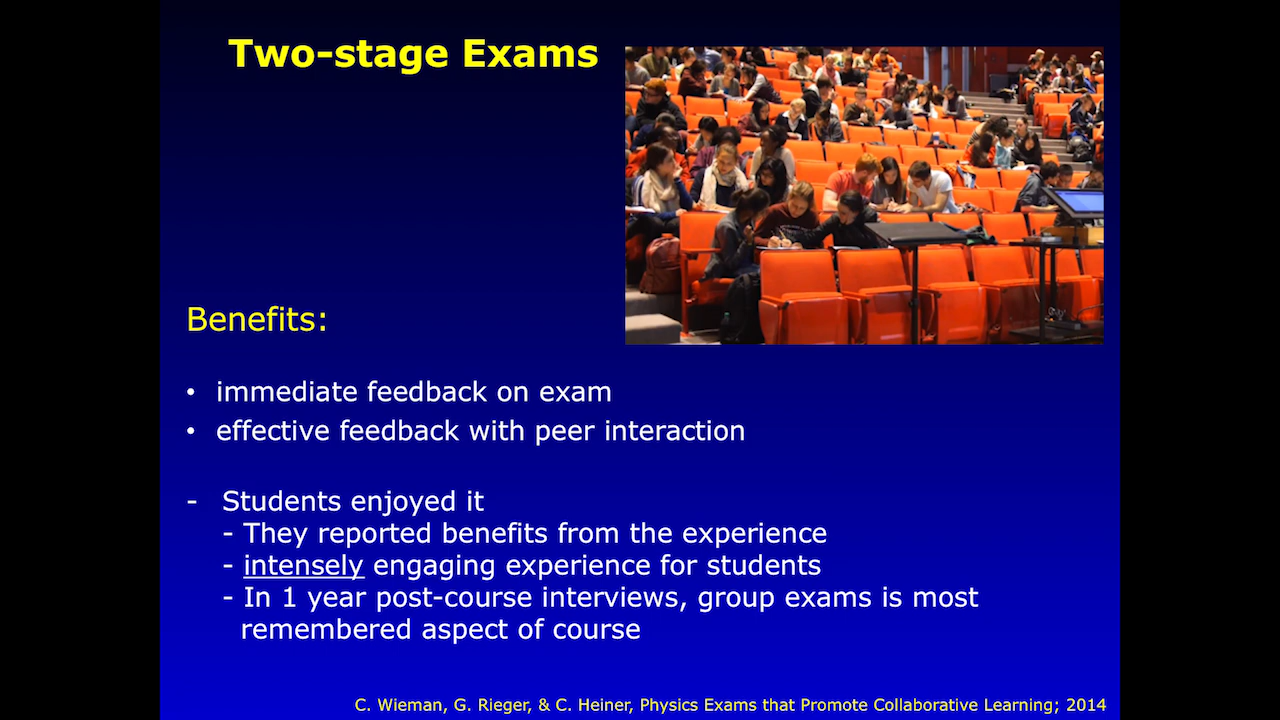 Two-stage Exams
Benefits:
• immediate feedback on exam
• effective feedback with peer interaction
- Students enjoyed it
- They reported benefits from the experience
- intensely engaging experience for students
- In 1 year post-course interviews, group exams is most
remembered aspect of course
C. Wieman, G. Rieger, & C. Heiner, Physics Exams that Promote Collaborative Learning; 2014